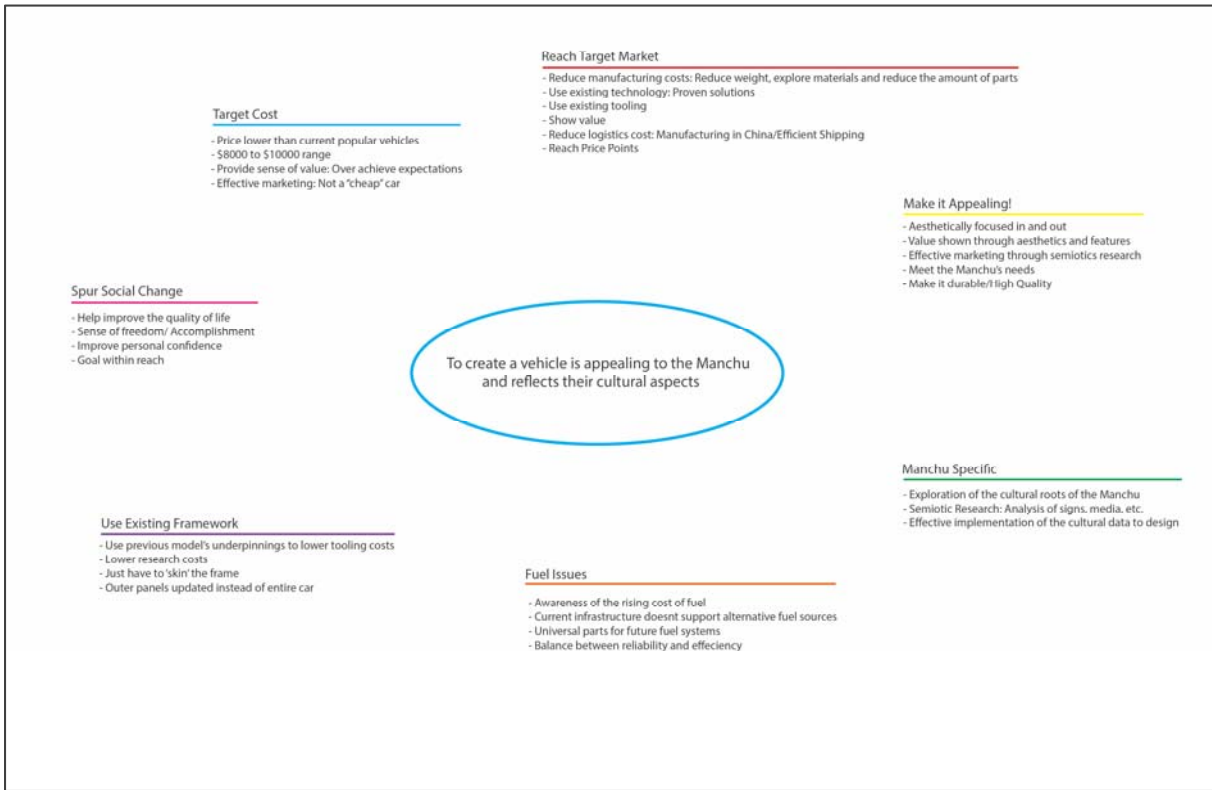 Reach Target Market
- Reduce manufacturing costs: Reduce weight, explore materials and reduce the amount of parts
- Use existing technology: Proven solutions
- Use existing tooling
- Show value
- Reduce logistics cost: Manufacturing in China/Efficient Shipping
- Reach Price Points
Target Cost
- Price lower than current popular vehicles
- $8000 to $10000 range
- Provide sense of value: Over achieve expectations
- Effective marketing: Not a "cheap" car
Make it Appealing!
- Aesthetically focused in and out
- Value shown through aesthetics and features
- Effective marketing through semiotics research
- Meet the Manchu's needs
- Make it durable/High Quality
Spur Social Change
- Help improve the quality of life
- Sense of freedom/ Accomplishment
- Improve personal confidence
- Goal within reach
To create a vehicle is appealing to the Manchu
and reflects their cultural aspects
Manchu Specific
- Exploration of the cultural roots of the Manchu
- Semiotic Research: Analysis of signs, media, etc.
- Effective implementation of the cultural data to design
Use Existing Framework
- Use previous model's underpinnings to lower tooling costs
- Lower research costs
- Just have to 'skin' the frame
- Outer panels updated instead of entire car
Fuel Issues
- Awareness of the rising cost of fuel
- Current infrastructure doesnt support alternative fuel sources
- Universal parts for future fuel systems
- Balance between reliability and effeciency